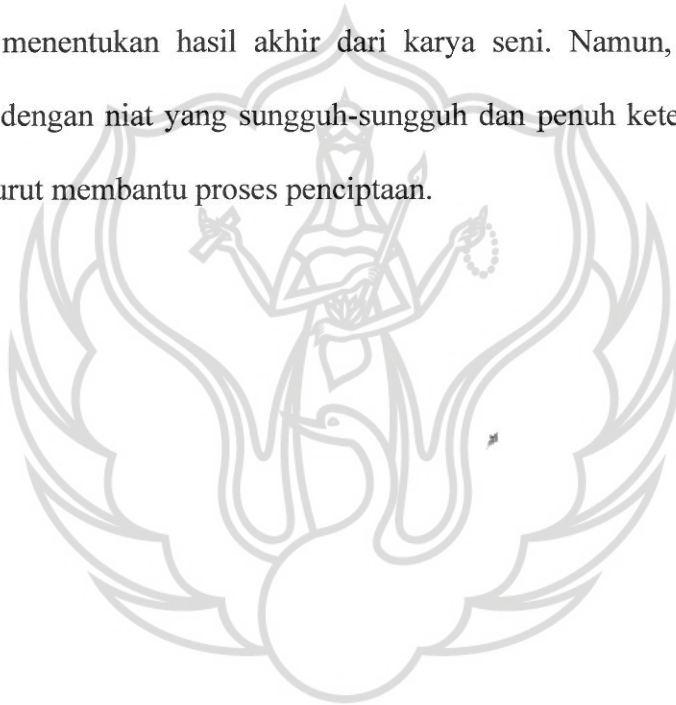 menentukan hasil akhir dari karya seni. Namun,
dengan niat yang sungguh-sungguh dan penuh kete
urut membantu proses penciptaan.